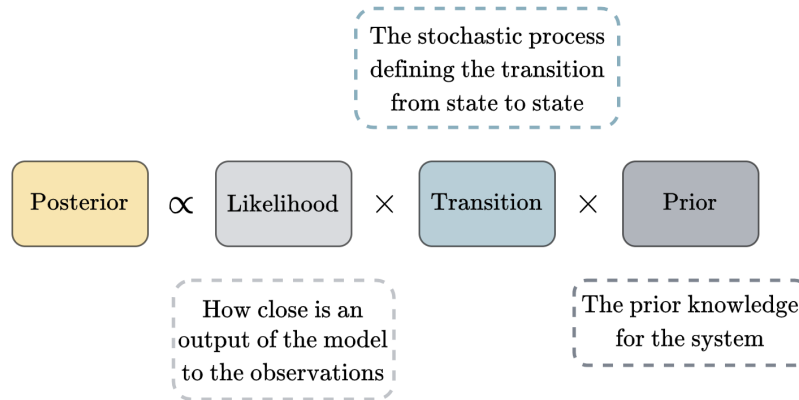 The stochastic process
defining the transition
from state to state
Posterior ∝ Likelihood × Transition × Prior
How close is an
output of the model
to the observations
The prior knowledge
for the system